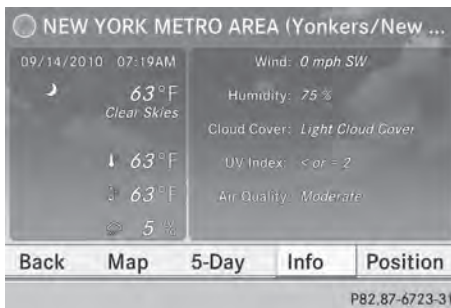 NEW YORK METRO AREA (Yonkers/New ...
09/14/2010 07:19AM
63°F
Clear Skies
63°F
63°F
5 %
Wind: 0 mph SW
Humidity: 75 %
Cloud Cover: Light Cloud Cover
UV Index: < or = 2
Air Quality: Moderate
Back Map 5-Day Info Position
P82.87-6723-31